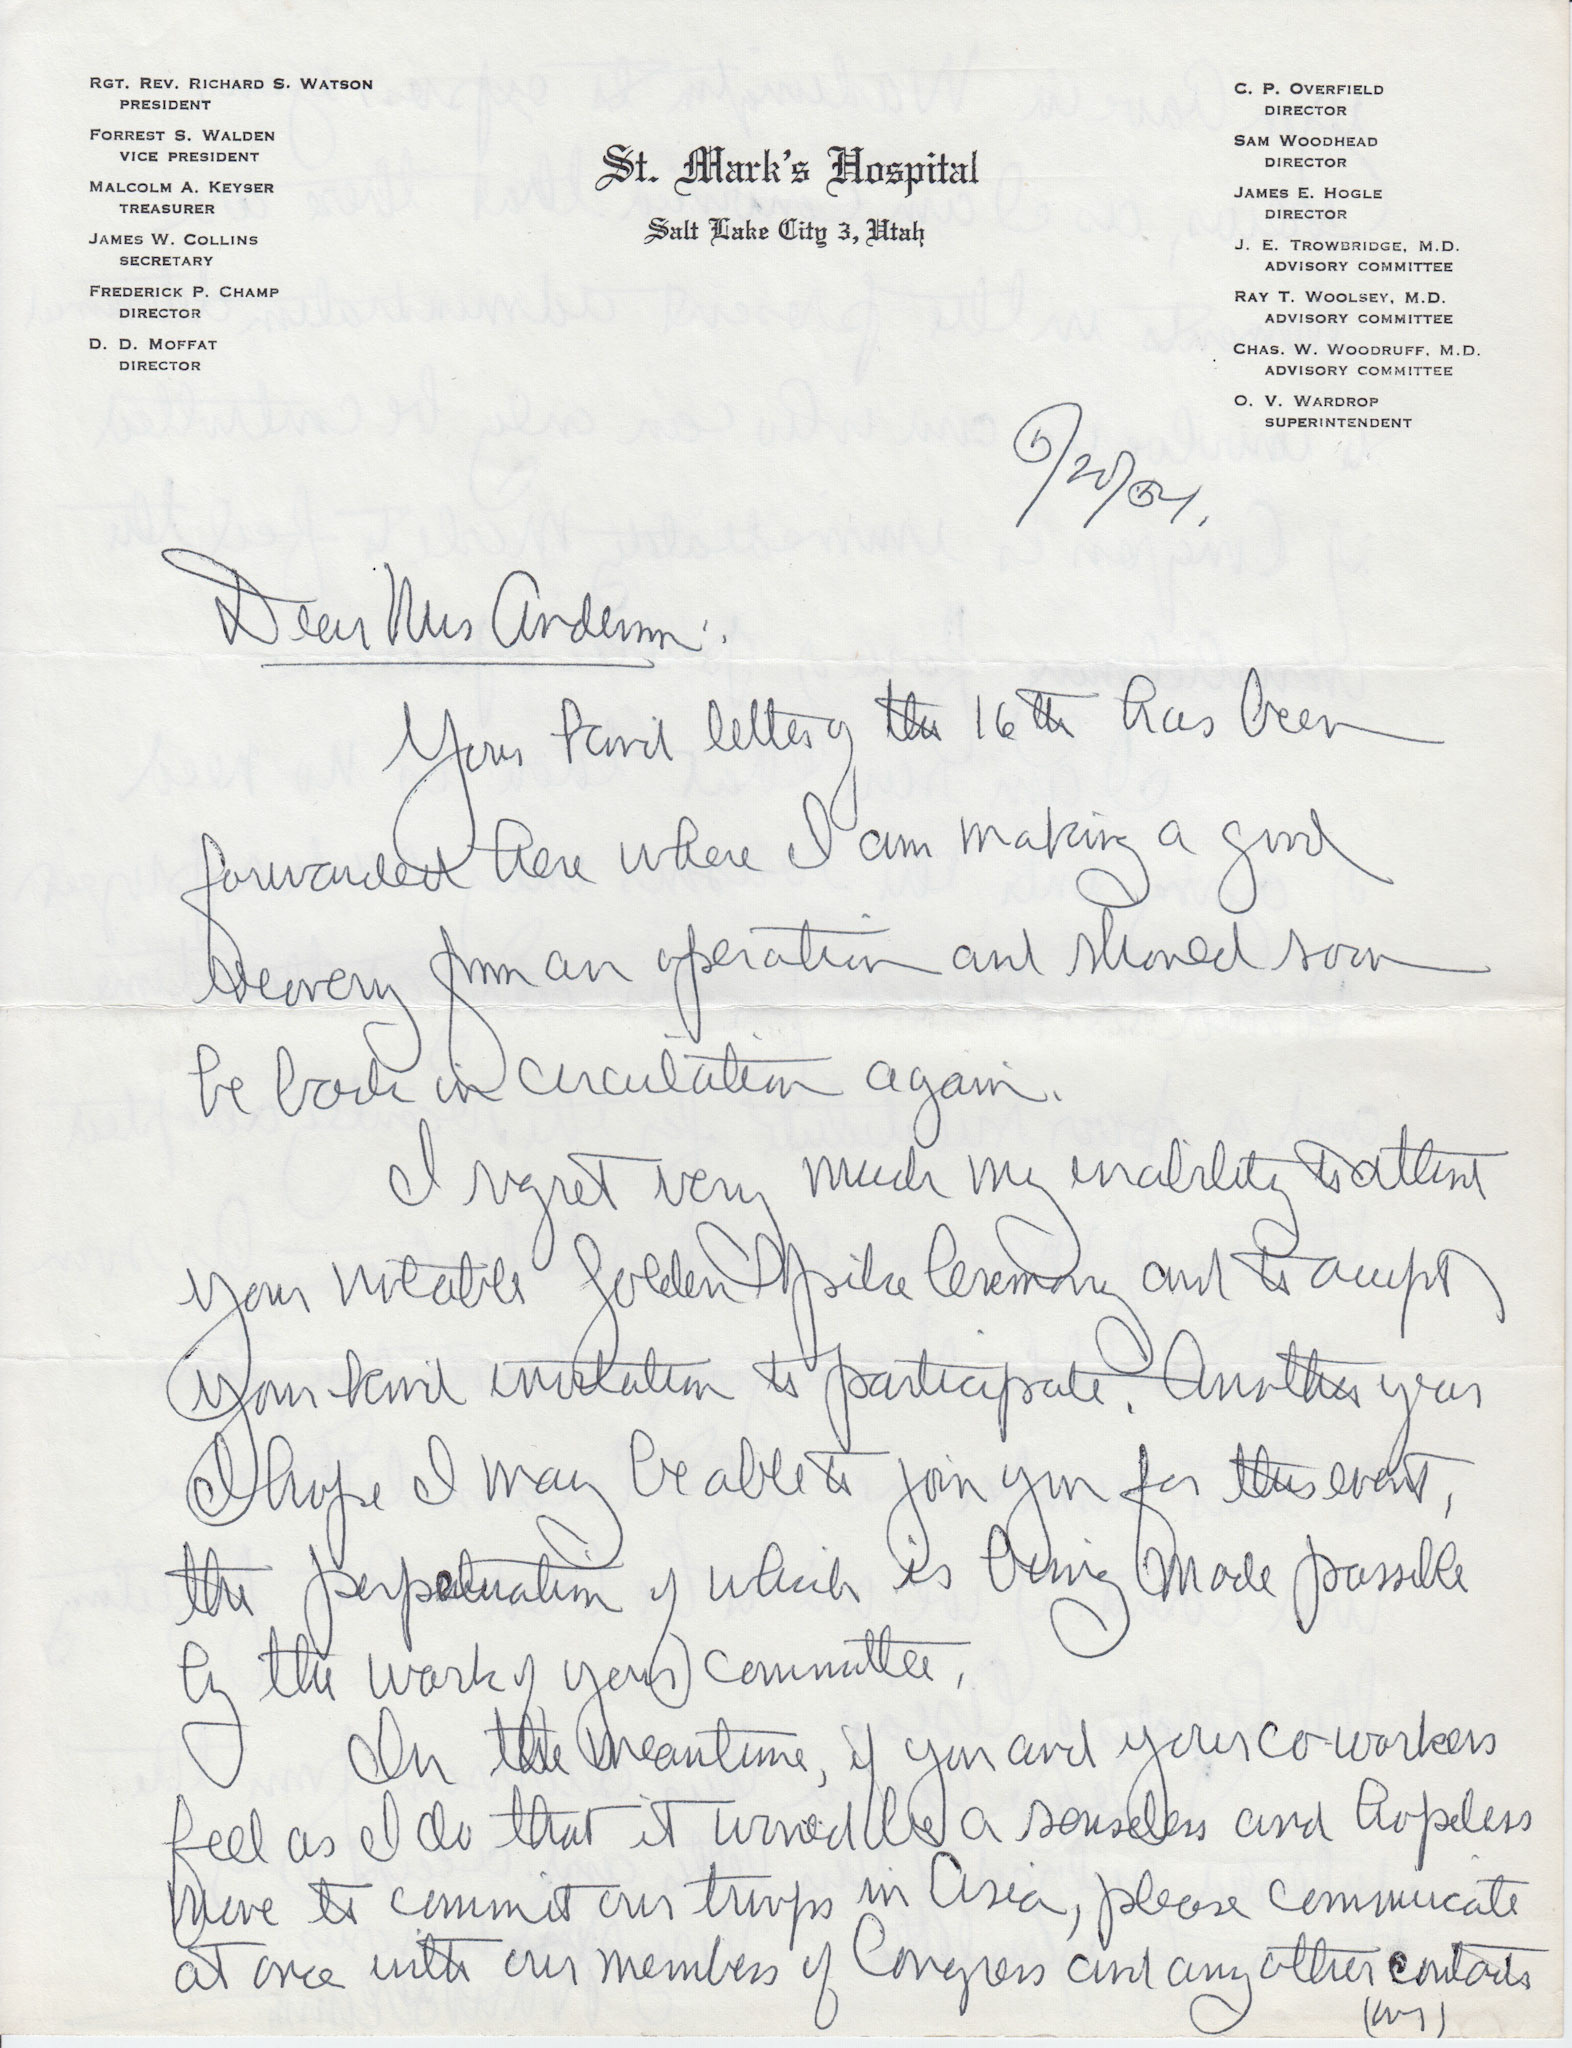 RGT. REV. RICHARD S. WATSON
PRESIDENT
FORREST S. WALDEN
VICE PRESIDENT
MALCOLM A. KEYSER
TREASURER
JAMES W. COLLINS
SECRETARY
FREDERICK P. CHAMP
DIRECTOR
D. D. MOFFAT
DIRECTOR
St. Mark's Hospital
Salt Lake City 3, Utah
C. P. OVERFIELD
DIRECTOR
SAM WOODHEAD
DIRECTOR
JAMES E. HOGLE
DIRECTOR
J. E. TROWBRIDGE, M.D.
ADVISORY COMMITTEE
RAY T. WOOLSEY, M.D.
ADVISORY COMMITTEE
CHAS. W. WOODRUFF, M.D.
ADVISORY COMMITTEE
O. V. WARDROP
SUPERINTENDENT
5/20/54.
Dear Mrs Anderson:
Your kind letter of the 16th has been
forwarded here where I am making a good
recovery from an operation and should soon
be back in circulation again.
I regret very much my inability to attend
your notable Golden Spike Ceremony and to accept
your kind invitation to participate. Another year
I hope I may be able to join you for this event,
the perpetuation of which is being made possible
by the work of your committee.
In the meantime, if you and your co-workers
feel as I do that it would be a senseless and hopeless
move to commit our troops in Asia, please communicate
at once with our members of Congress and any other contacts